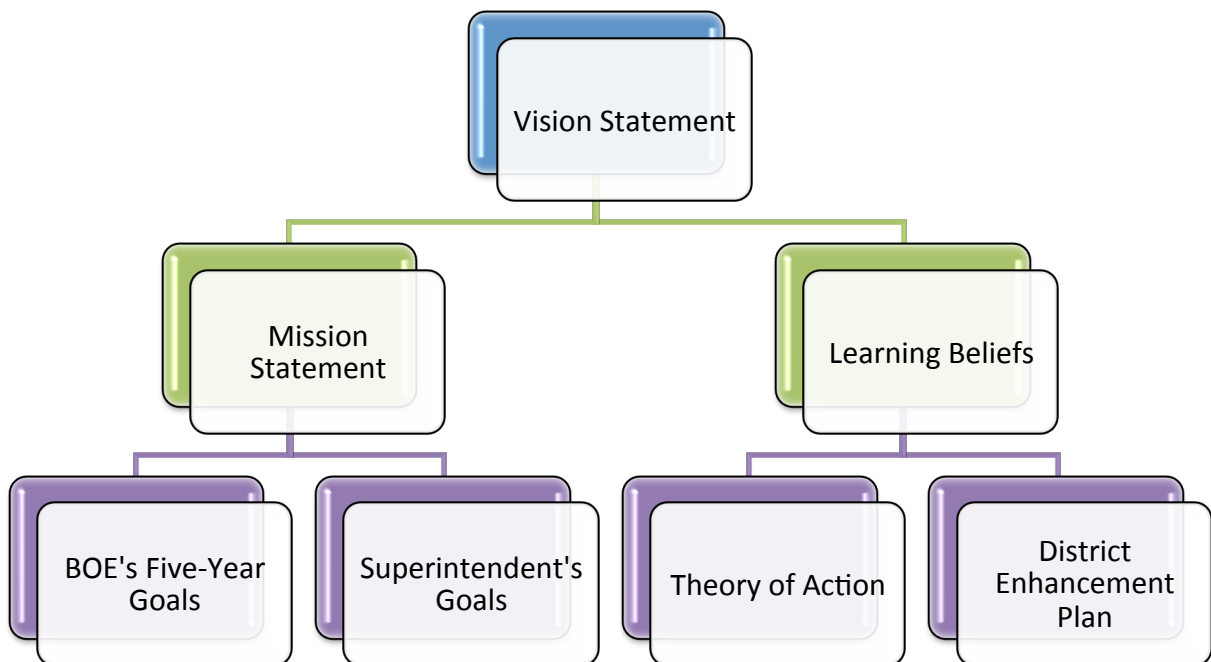 Vision Statement
Mission
Statement
Learning Beliefs
BOE's Five-Year
Goals
Superintendent's
Goals
Theory of Action
District
Enhancement
Plan